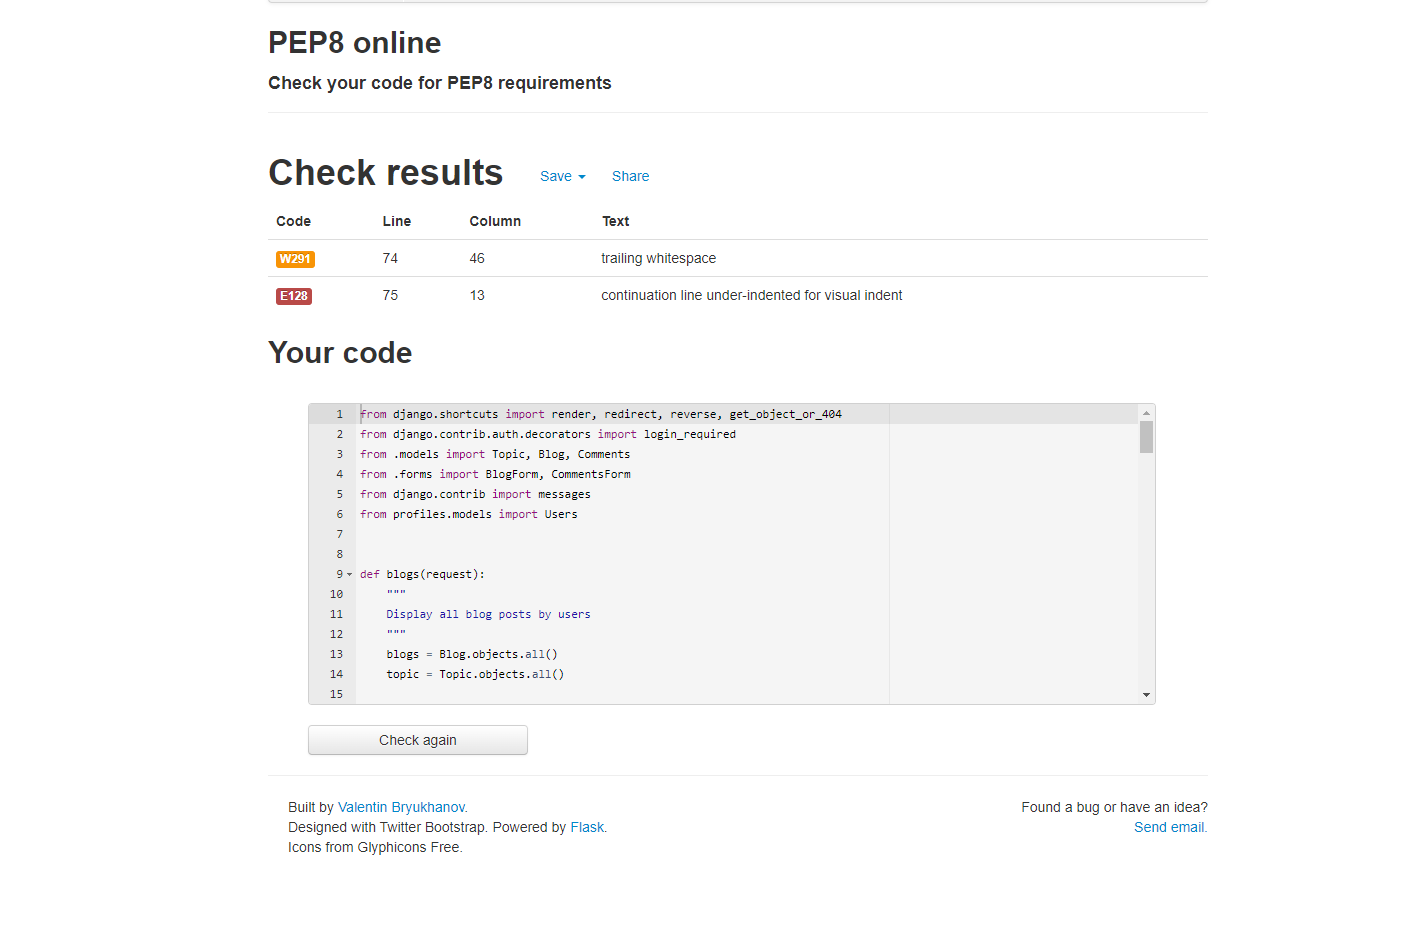 PEP8 online
Check your code for PEP8 requirements
Check results Save Share
Code Line Column Text
W291 74 46 trailing whitespace
E128 75 13 continuation line under-indented for visual indent
Your code
1 from django.shortcuts import render, redirect, reverse, get_object_or_404
2 from django.contrib.auth.decorators import login_required
3 from .models import Topic, Blog, Comments
4 from .forms import BlogForm, CommentsForm
5 from django.contrib import messages
6 from profiles.models import Users
7
8
9 def blogs(request):
10 """
11 Display all blog posts by users
12 """
13 blogs = Blog.objects.all()
14 topic = Topic.objects.all()
15
Check again
Built by Valentin Bryukhanov.
Designed with Twitter Bootstrap. Powered by Flask.
Icons from Glyphicons Free.
Found a bug or have an idea?
Send email.